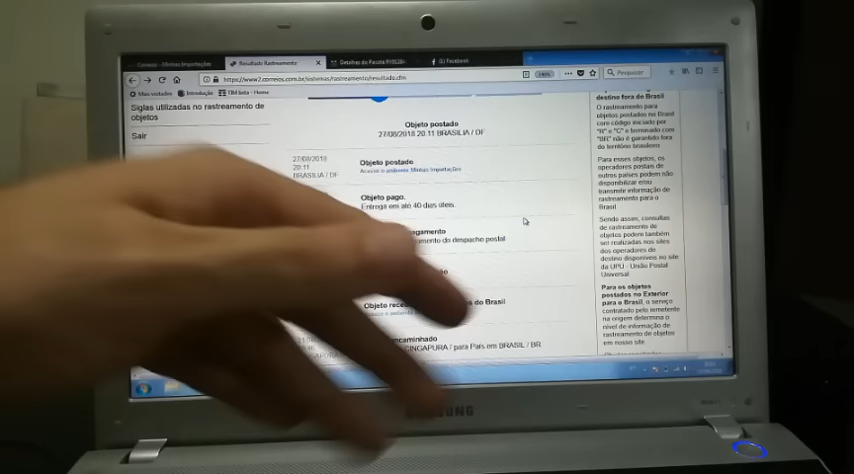 Correios - Minhas Importações
Resultado Rastreamento
Detalhes do Pacote
Facebook
https://www2.correios.com.br/sistemas/rastreamento/resultado.cfm
Pesquisar
Mais visitados
Introdução
TIM beta - Home
Siglas utilizadas no rastreamento de
objetos
Sair
Objeto postado
27/08/2018 20:11 BRASILIA / DF
27/08/2018
20:11
BRASILIA / DF
Objeto postado
Acesse o ambiente Minhas Importações
Objeto pago.
Entrega em até 40 dias úteis.
agamento
mento do despacho postal
Objeto rece
os do Brasil
caminhado
CINGAPURA / para País em BRASIL / BR
destino fora do Brasil
O rastreamento para
objetos postados no Brasil
com código iniciado por
"R" e "C" e terminado com
"BR" não é garantido fora
do território brasileiro
Para esses objetos, os
operadores postais de
outros países podem não
disponibilizar e/ou
transmitir informação de
rastreamento para o
Brasil
Sendo assim, consultas
de rastreamento de
objetos podem também
ser realizadas nos sites
dos operadores de
destino disponíveis no site
da UPU - União Postal
Universal
Para os objetos
postados no Exterior
para o Brasil, o serviço
contratado pelo remetente
na origem determina o
nível de informação de
rastreamento de objetos
em nosso site.
SAMSUNG